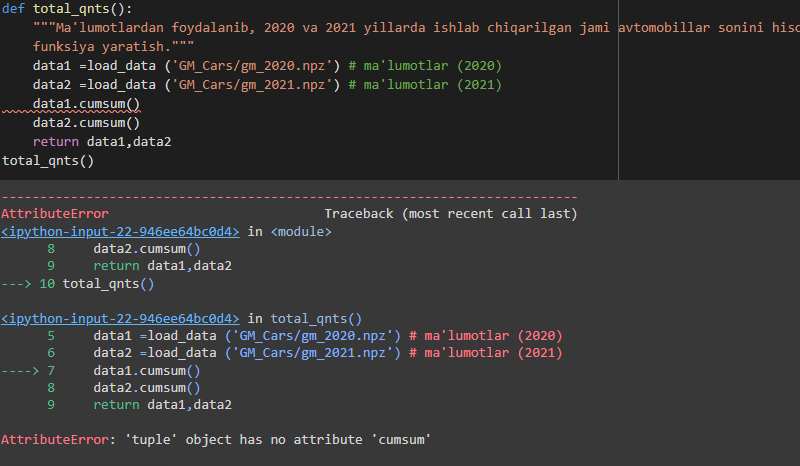 def total_qnts():
"""Ma'lumotlardan foydalanib, 2020 va 2021 yillarda ishlab chiqarilgan jami avtomobillar sonini hiso
funksiya yaratish."""
data1 =load_data ('GM_Cars/gm_2020.npz') # ma'lumotlar (2020)
data2 =load_data ('GM_Cars/gm_2021.npz') # ma'lumotlar (2021)
data1.cumsum()
data2.cumsum()
return data1,data2
total_qnts()
---------------------------------------------------------------------------
AttributeError Traceback (most recent call last)
<ipython-input-22-946ee64bc0d4> in <module>
8 data2.cumsum()
9 return data1,data2
---> 10 total_qnts()
<ipython-input-22-946ee64bc0d4> in total_qnts()
5 data1 =load_data ('GM_Cars/gm_2020.npz') # ma'lumotlar (2020)
6 data2 =load_data ('GM_Cars/gm_2021.npz') # ma'lumotlar (2021)
----> 7 data1.cumsum()
8 data2.cumsum()
9 return data1,data2
AttributeError: 'tuple' object has no attribute 'cumsum'